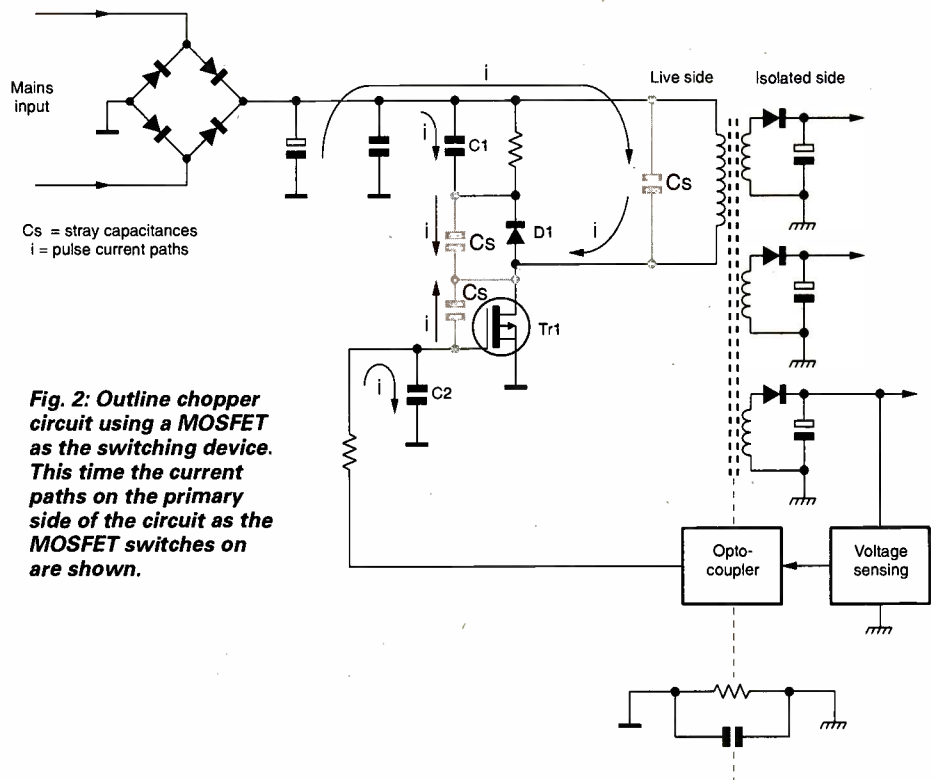 Mains
input
i
Live side
Isolated side
i
C1
Cs
i
Cs
D1
i
Cs
i
Tr1
Cs = stray capacitances
i = pulse current paths
i
C2
Fig. 2: Outline chopper
circuit using a MOSFET
as the switching device.
This time the current
paths on the primary
side of the circuit as the
MOSFET switches on
are shown.
Opto-
coupler
Voltage
sensing